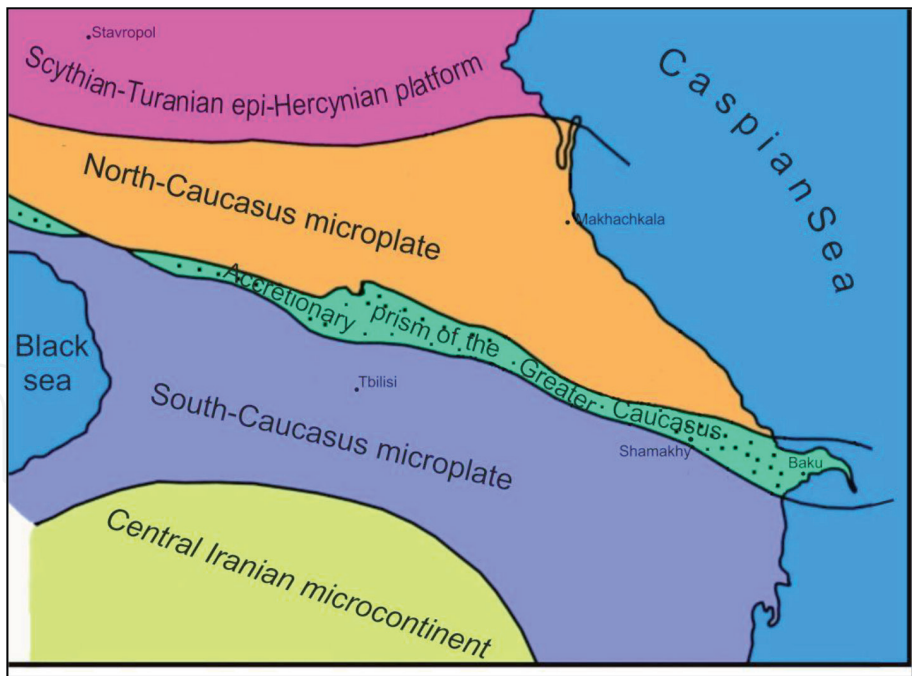 Stavropol
Scythian-Turanian epi-Hercynian platform
Caspian Sea
North-Caucasus microplate
Makhachkala
Accretionary prism of the Greater Caucasus
Black
sea
Tbilisi
South-Caucasus microplate
Shamakhy
Baku
Central Iranian microcontinent